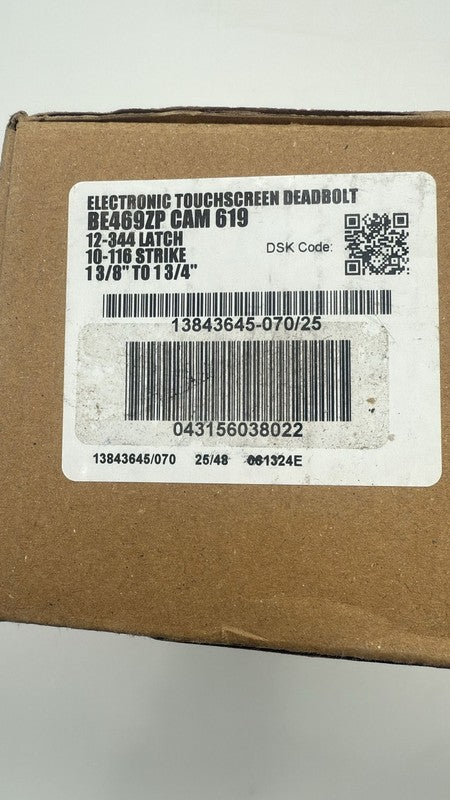 ELECTRONIC TOUCHSCREEN DEADBOLT
BE469ZP CAM 619
12-344 LATCH
10-116 STRIKE
1 3/8" TO 1 3/4"
DSK Code:
13843645-070/25
043156038022
13843645/070 25/48 061324E